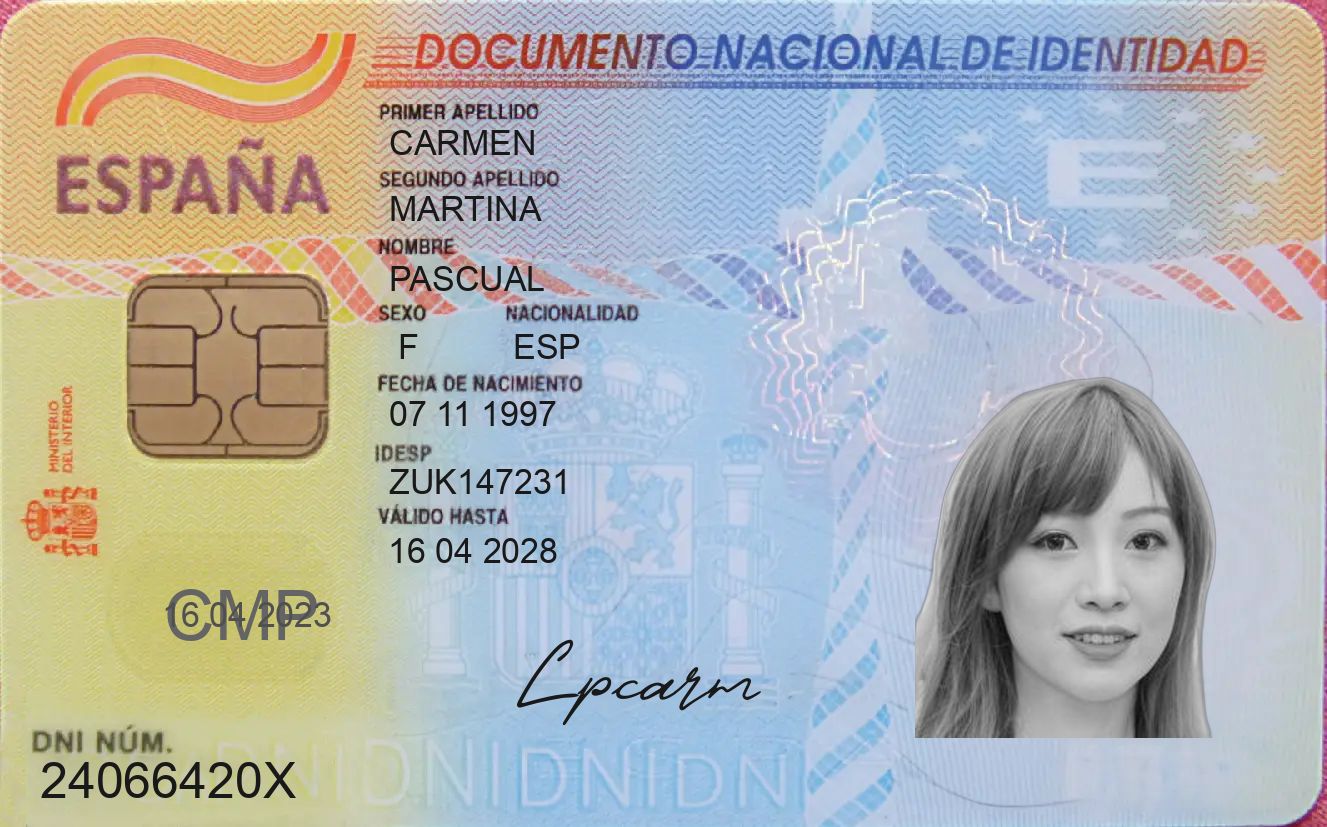 DOCUMENTO NACIONAL DE IDENTIDAD
ESPAÑA
PRIMER APELLIDO
CARMEN
SEGUNDO APELLIDO
MARTINA
NOMBRE
PASCUAL
SEXO NACIONALIDAD
F ESP
FECHA DE NACIMIENTO
07 11 1997
IDESP
ZUK147231
VÁLIDO HASTA
16 04 2028
MINISTERIO
DEL INTERIOR
E
CMP
16 04 2023
Lpcarm
DNI NÚM.
24066420X
DNIDNIDNIDNI